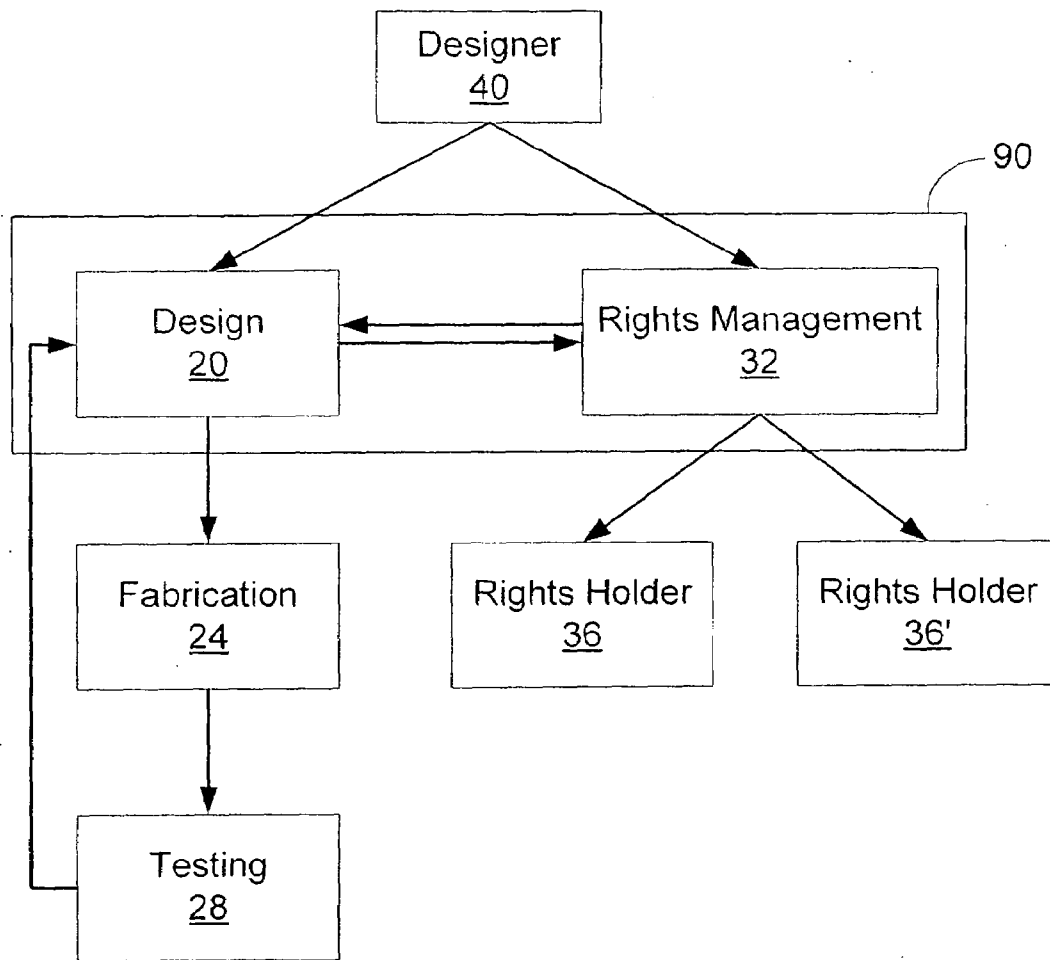 Designer
40
90
Design
20
Rights Management
32
Fabrication
24
Rights Holder
36
Rights Holder
36'
Testing
28